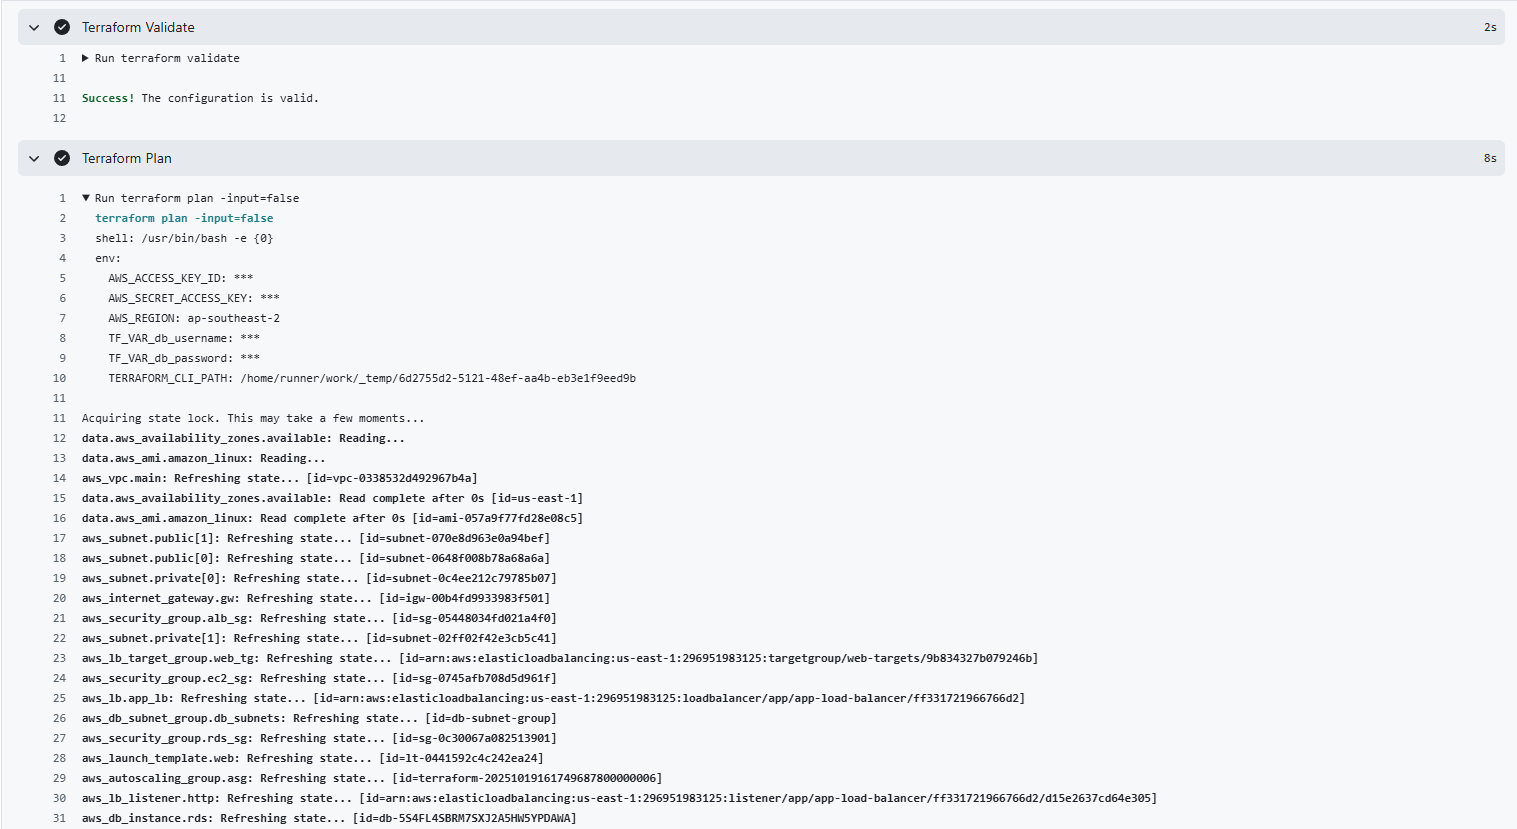 Terraform Validate 2s
1 Run terraform validate
11
11 Success! The configuration is valid.
12
Terraform Plan 8s
1 Run terraform plan -input=false
2 terraform plan -input=false
3 shell: /usr/bin/bash -e {0}
4 env:
5 AWS_ACCESS_KEY_ID: ***
6 AWS_SECRET_ACCESS_KEY: ***
7 AWS_REGION: ap-southeast-2
8 TF_VAR_db_username: ***
9 TF_VAR_db_password: ***
10 TERRAFORM_CLI_PATH: /home/runner/work/_temp/6d2755d2-5121-48ef-aa4b-eb3e1f9eed9b
11
11 Acquiring state lock. This may take a few moments...
12 data.aws_availability_zones.available: Reading...
13 data.aws_ami.amazon_linux: Reading...
14 aws_vpc.main: Refreshing state... [id=vpc-0338532d492967b4a]
15 data.aws_availability_zones.available: Read complete after 0s [id=us-east-1]
16 data.aws_ami.amazon_linux: Read complete after 0s [id=ami-057a9f77fd28e08c5]
17 aws_subnet.public[1]: Refreshing state... [id=subnet-070e8d963e0a94bef]
18 aws_subnet.public[0]: Refreshing state... [id=subnet-0648f008b78a68a6a]
19 aws_subnet.private[0]: Refreshing state... [id=subnet-0c4ee212c79785b07]
20 aws_internet_gateway.gw: Refreshing state... [id=igw-00b4fd9933983f501]
21 aws_security_group.alb_sg: Refreshing state... [id=sg-05448034fd021a4f0]
22 aws_subnet.private[1]: Refreshing state... [id=subnet-02ff02f42e3cb5c41]
23 aws_lb_target_group.web_tg: Refreshing state... [id=arn:aws:elasticloadbalancing:us-east-1:296951983125:targetgroup/web-targets/9b834327b079246b]
24 aws_security_group.ec2_sg: Refreshing state... [id=sg-0745afb708d5d961f]
25 aws_lb.app_lb: Refreshing state... [id=arn:aws:elasticloadbalancing:us-east-1:296951983125:loadbalancer/app/app-load-balancer/ff331721966766d2]
26 aws_db_subnet_group.db_subnets: Refreshing state... [id=db-subnet-group]
27 aws_security_group.rds_sg: Refreshing state... [id=sg-0c30067a082513901]
28 aws_launch_template.web: Refreshing state... [id=lt-0441592c4c242ea24]
29 aws_autoscaling_group.asg: Refreshing state... [id=terraform-20251019161749687800000006]
30 aws_lb_listener.http: Refreshing state... [id=arn:aws:elasticloadbalancing:us-east-1:296951983125:listener/app/app-load-balancer/ff331721966766d2/d15e2637cd64e305]
31 aws_db_instance.rds: Refreshing state... [id=db-5S4FL4SBRM7SXJ2A5HW5YPDAWA]